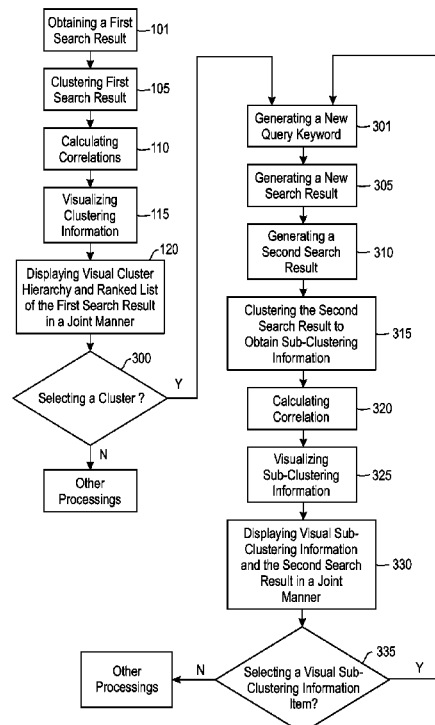 Obtaining a First
Search Result
101
Clustering First
Search Result
105
Calculating
Correlations
110
Visualizing
Clustering
Information
115
120
Displaying Visual Cluster
Hierarchy and Ranked List
of the First Search Result
in a Joint Manner
300
Selecting a Cluster ?
Y
N
Other
Processings
Generating a New
Query Keyword
301
Generating a New
Search Result
305
Generating a
Second Search
Result
310
Clustering the Second
Search Result to
Obtain Sub-Clustering
Information
315
Calculating
Correlation
320
Visualizing
Sub-Clustering
Information
325
Displaying Visual Sub-
Clustering Information
and the Second Search
Result in a Joint
Manner
330
335
Selecting a Visual Sub-
Clustering Information
Item?
N
Y
Other
Processings